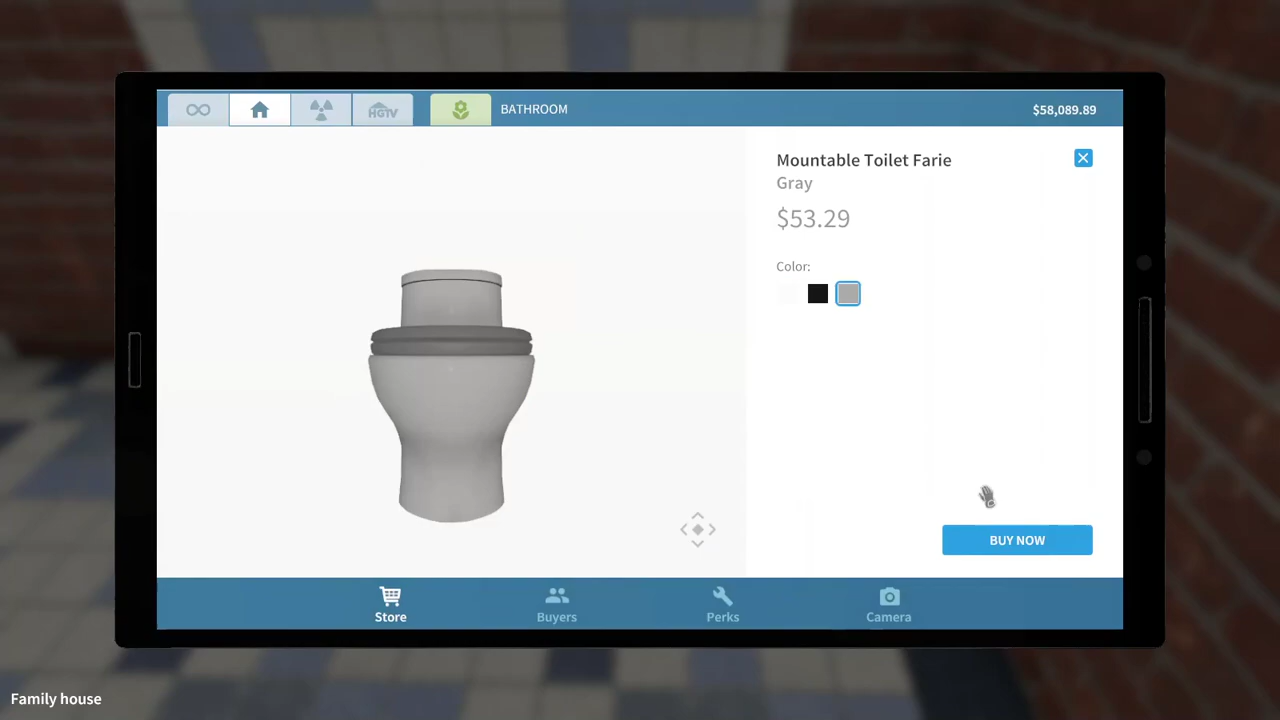 HGTV
BATHROOM
$58,089.89
Mountable Toilet Farie
Gray
$53.29
Color:
BUY NOW
Store
Buyers
Perks
Camera
Family house